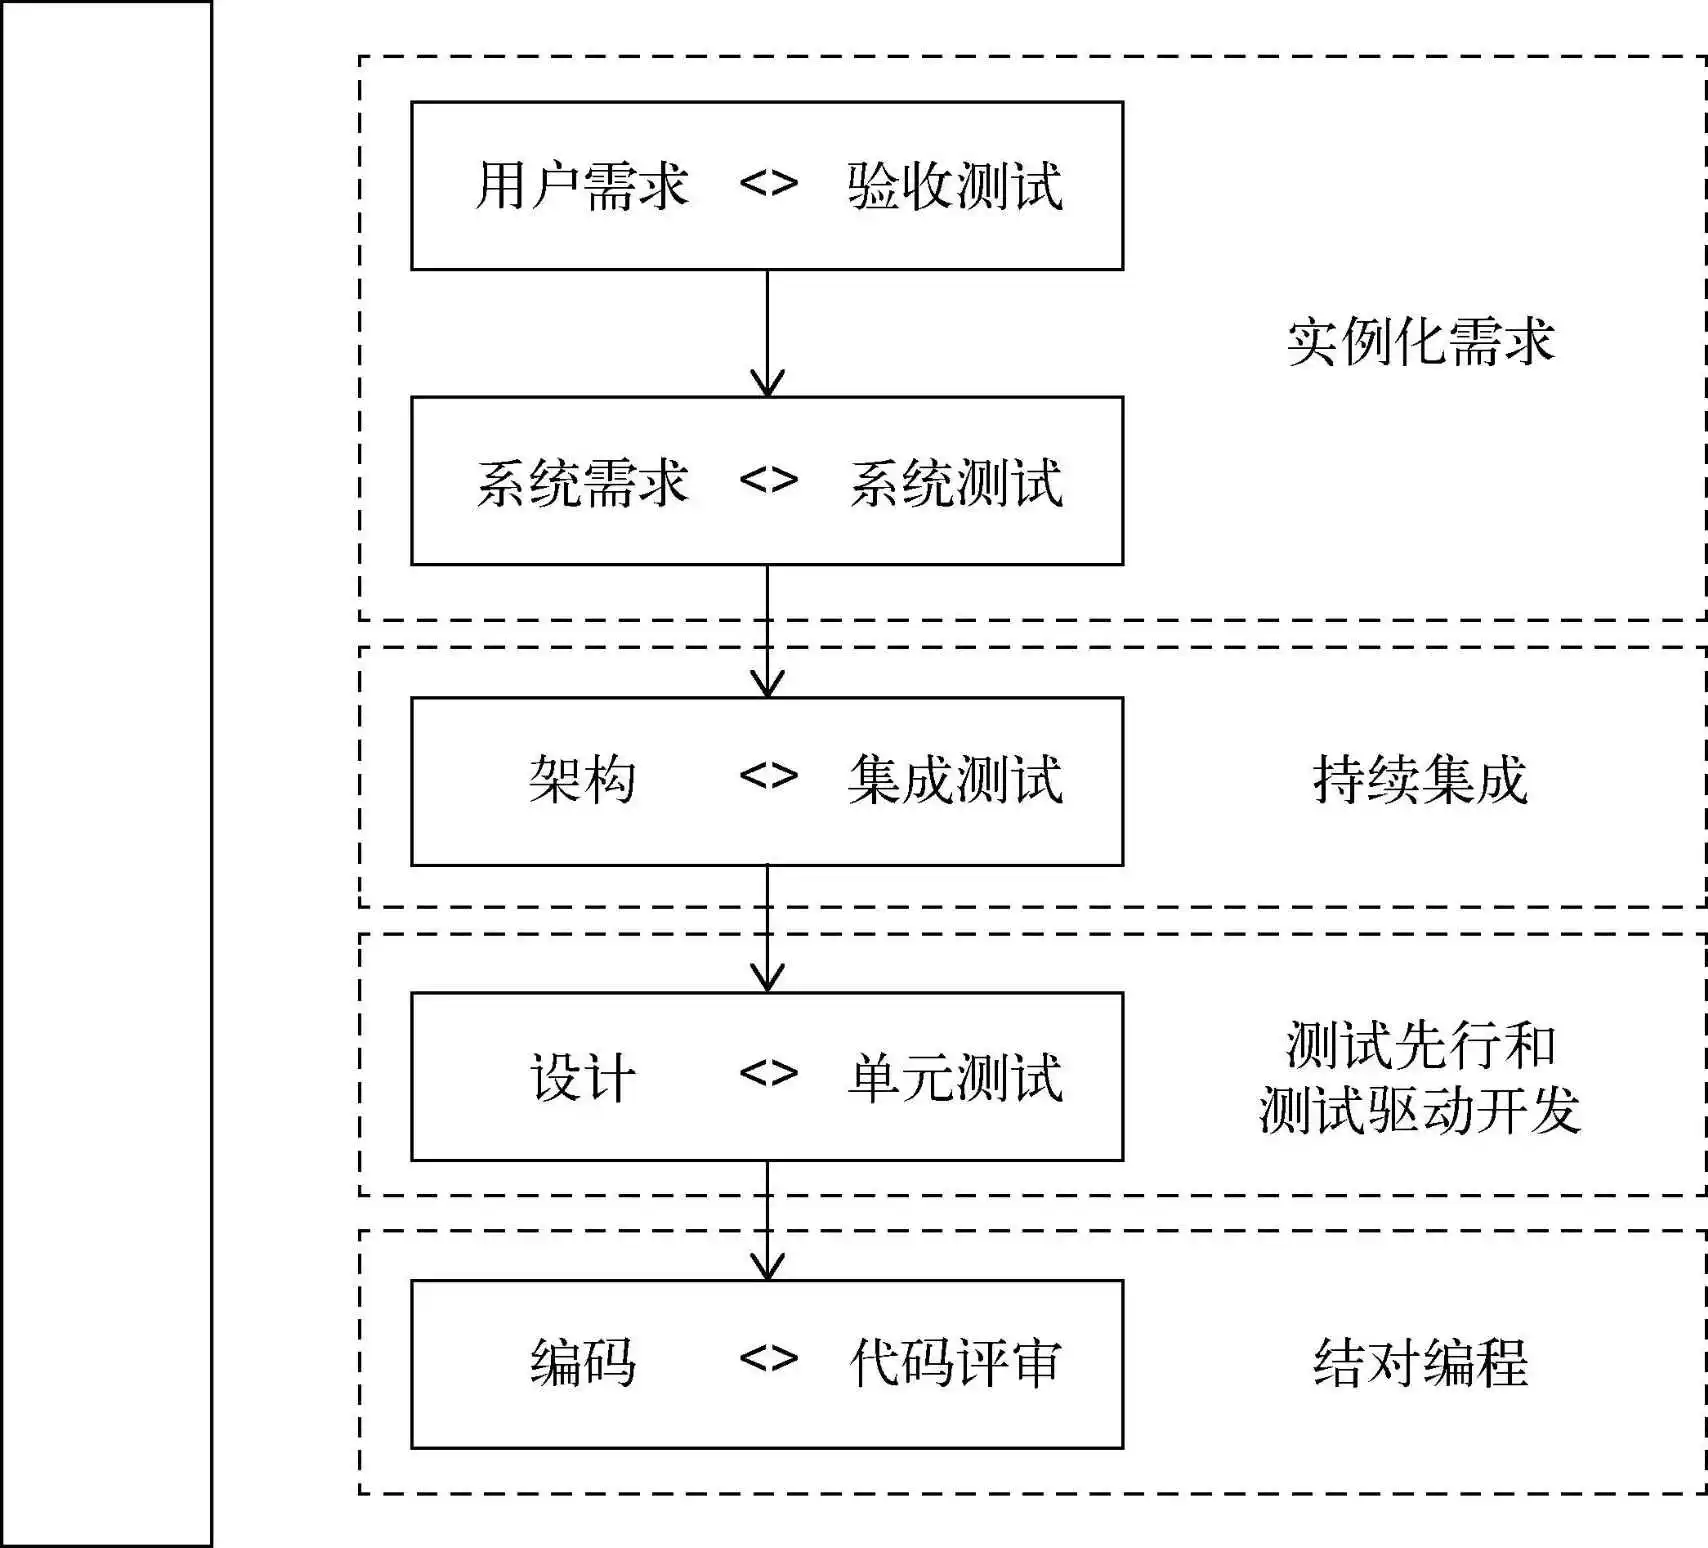 用户需求 <> 验收测试
实例化需求
系统需求 <> 系统测试
架构 <> 集成测试
持续集成
设计 <> 单元测试
测试先行和
测试驱动开发
编码 <> 代码评审
结对编程